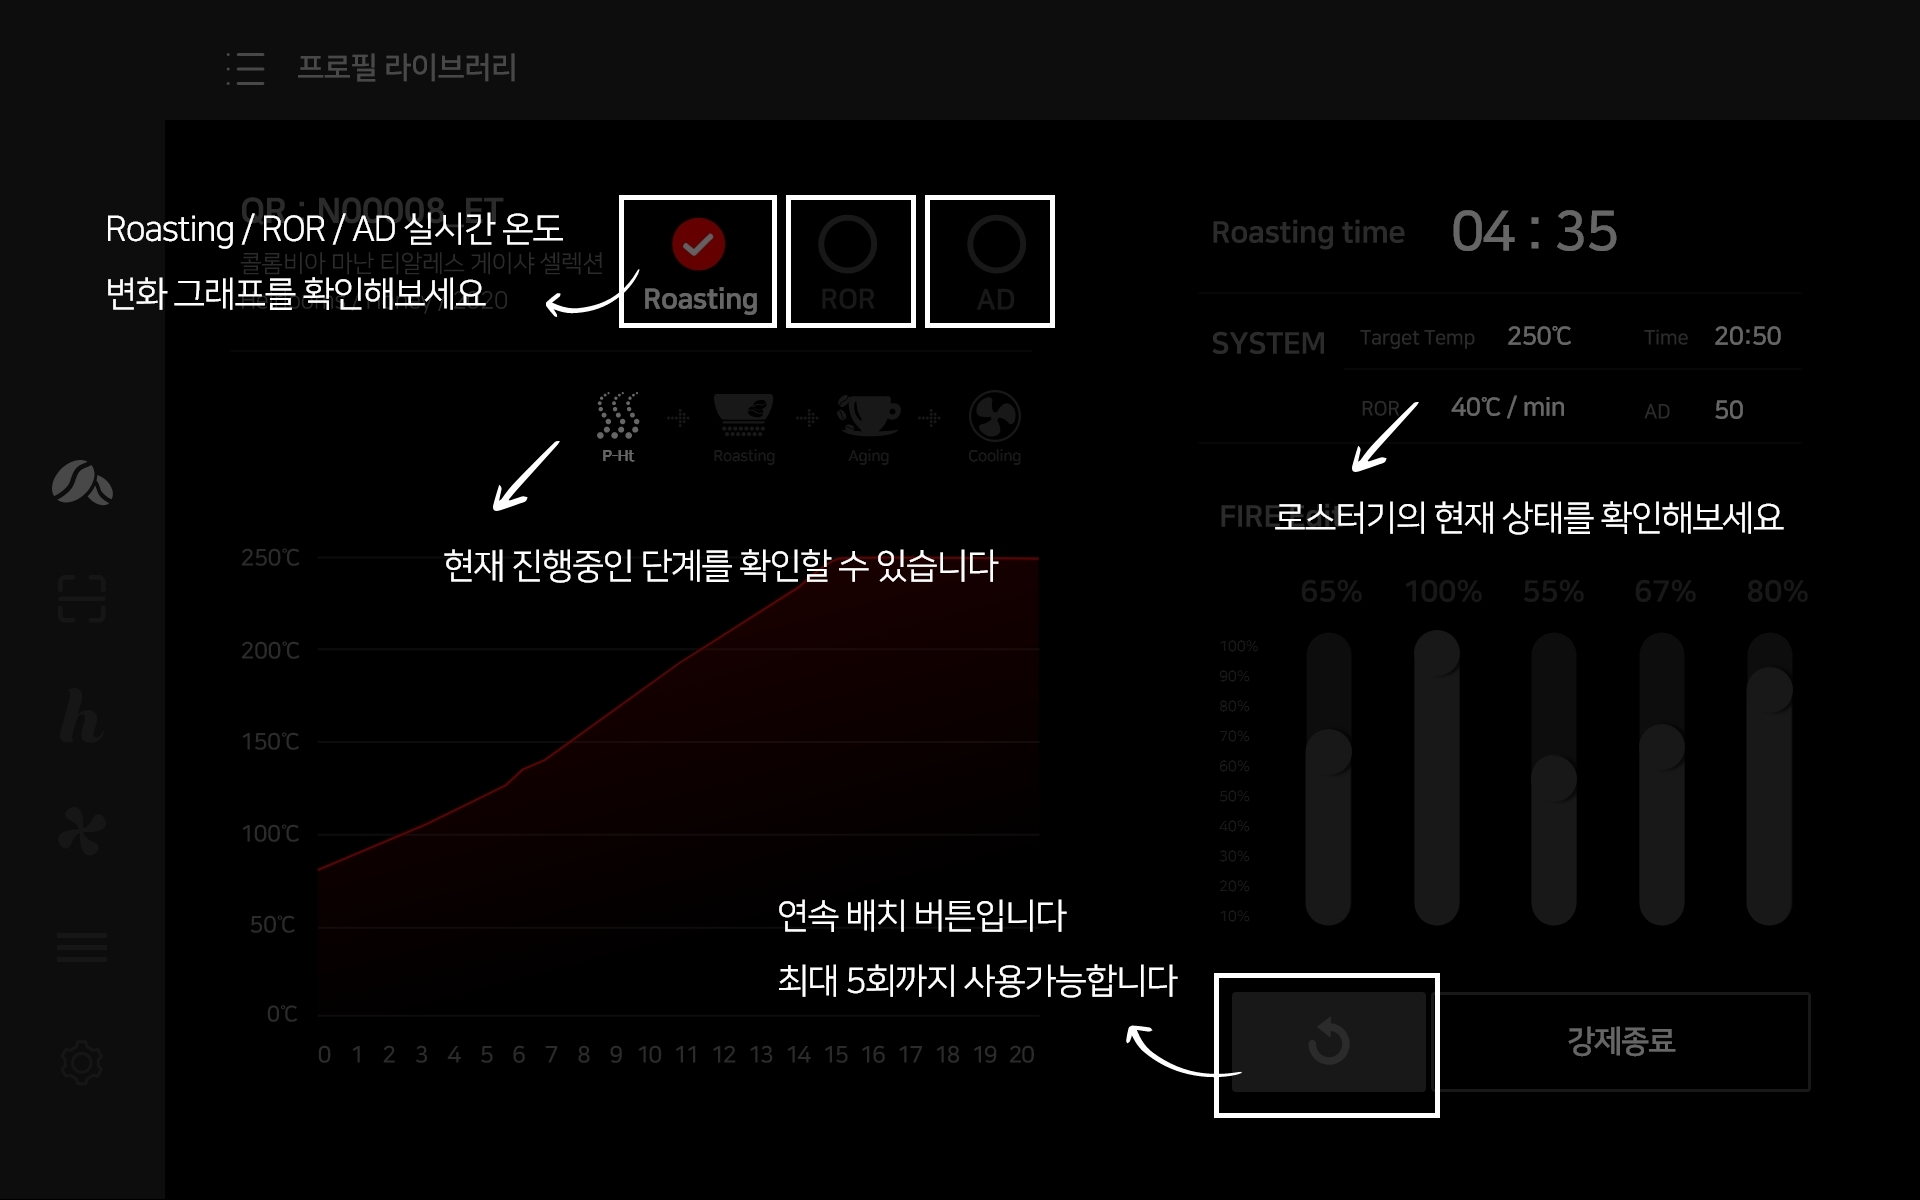 프로필 라이브러리
QR : N00008_ET
Roasting / ROR / AD 실시간 온도
콜롬비아 마난 티알레스 게이샤 셀렉션
변화 그래프를 확인해보세요
2020
Roasting
ROR
AD
Roasting time 04 : 35
SYSTEM
Target Temp 250℃ Time 20:50
ROR 40℃ / min AD 50
P-Ht
Roasting
Aging
Cooling
현재 진행중인 단계를 확인할 수 있습니다
FIRE Edit
로스터기의 현재 상태를 확인해보세요
250℃
200℃
150℃
100℃
50℃
0℃
0 1 2 3 4 5 6 7 8 9 10 11 12 13 14 15 16 17 18 19 20
65% 100% 55% 67% 80%
100%
90%
80%
70%
60%
50%
40%
30%
20%
10%
연속 배치 버튼입니다
최대 5회까지 사용가능합니다
강제종료
h